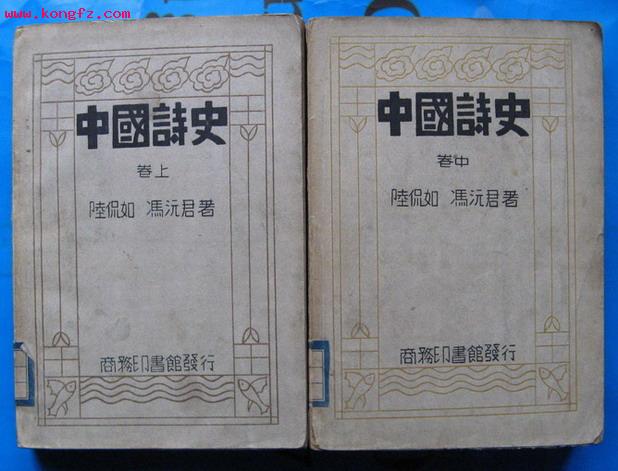 www.kongfz.com
中國詩史
卷上
陸侃如 馮沅君著
商務印書館發行
中國詩史
卷中
陸侃如 馮沅君著
商務印書館發行